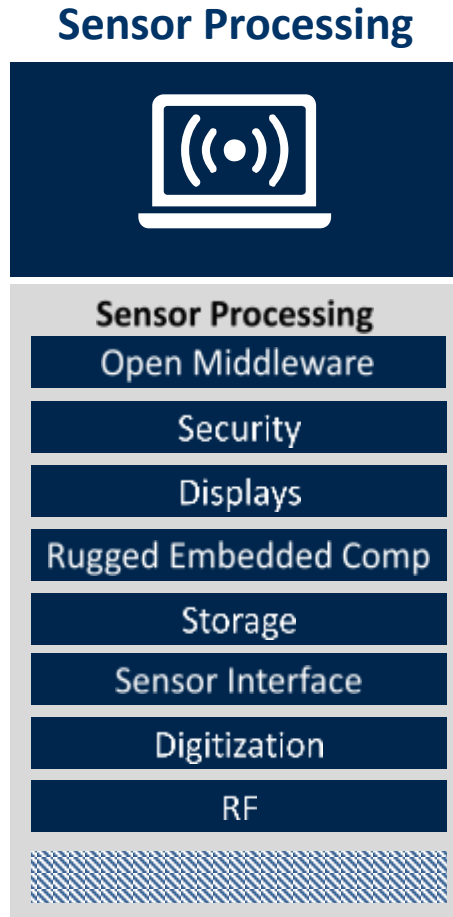 Sensor Processing
Sensor Processing
Open Middleware
Security
Displays
Rugged Embedded Comp
Storage
Sensor Interface
Digitization
RF